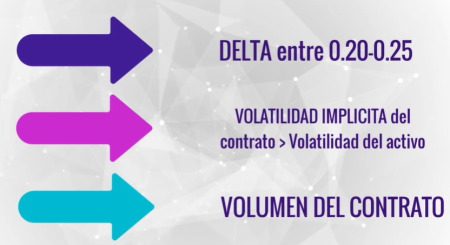 DELTA entre 0.20-0.25
VOLATILIDAD IMPLICITA del
contrato > Volatilidad del activo
VOLUMEN DEL CONTRATO